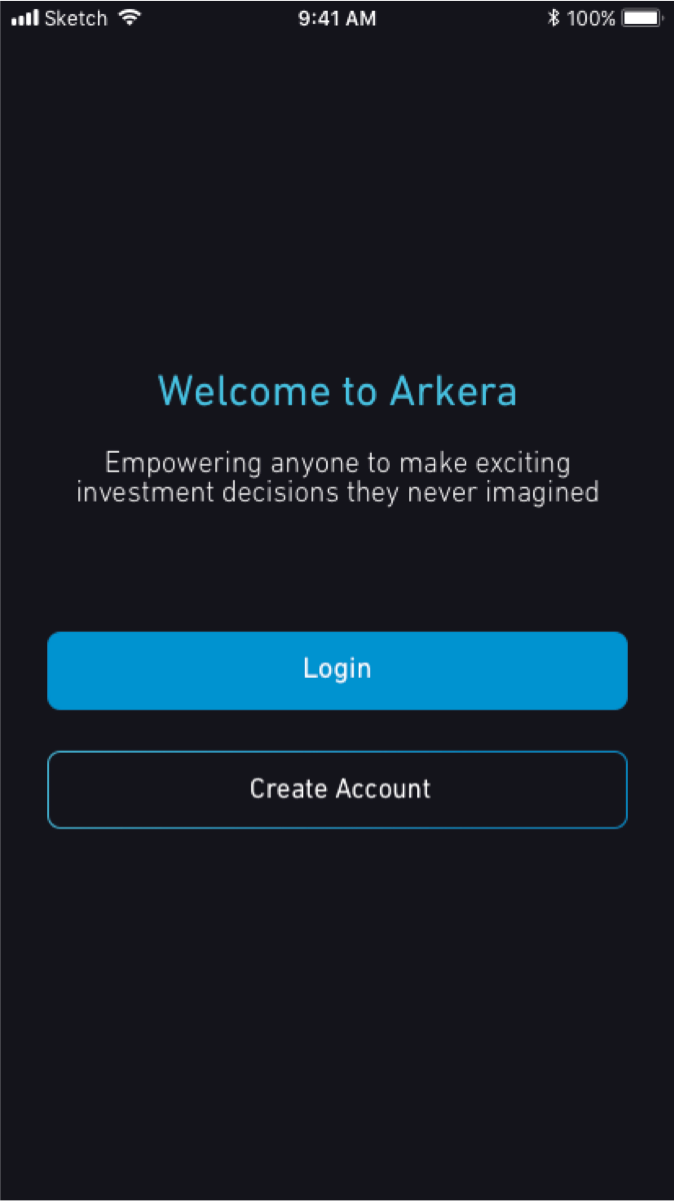 Sketch 9:41 AM 100%
Welcome to Arkera
Empowering anyone to make exciting
investment decisions they never imagined
Login
Create Account